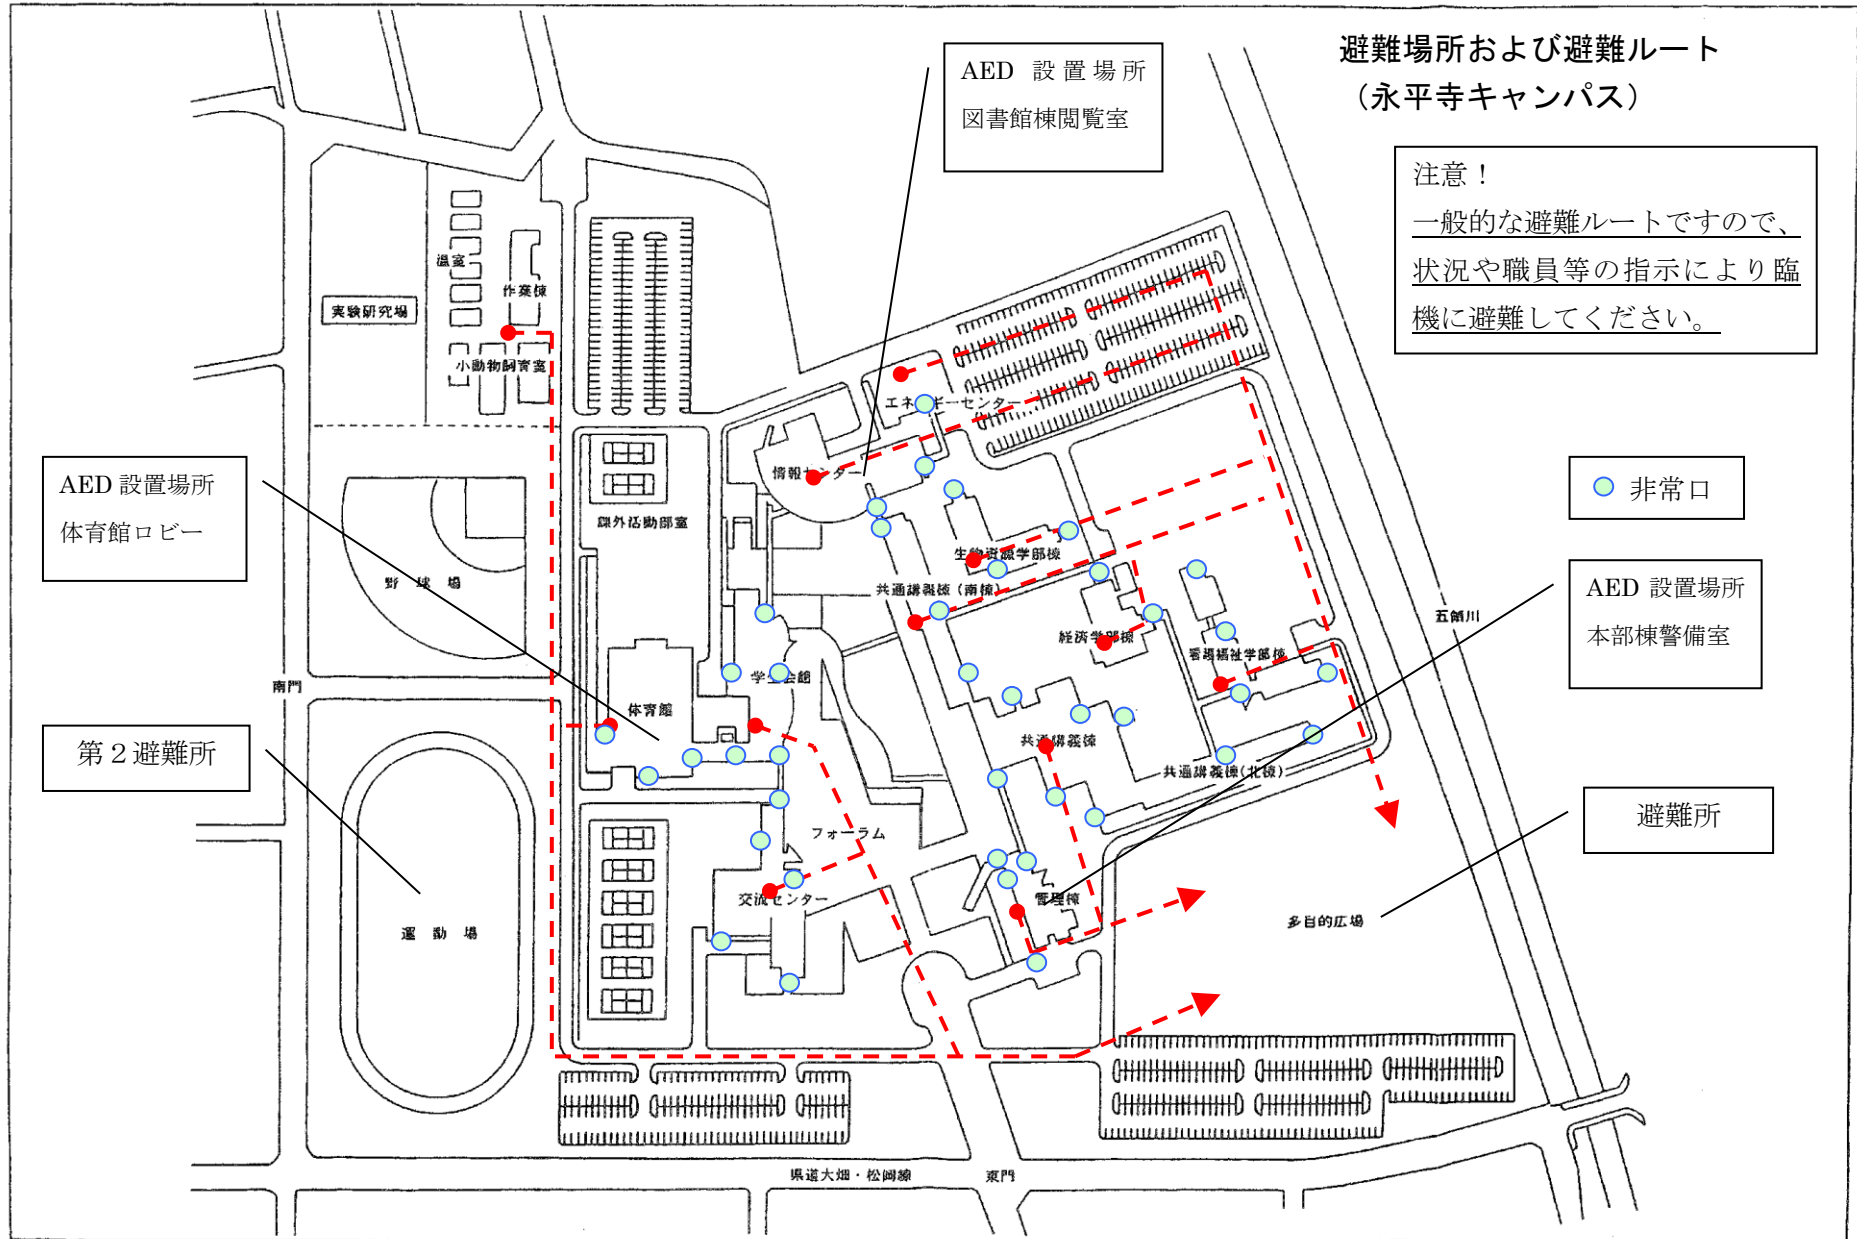 避難場所および避難ルート
（永平寺キャンパス）
AED 設置場所
図書館棟閲覧室
注意！
一般的な避難ルートですので、
状況や職員等の指示により臨
機に避難してください。
温室
作業棟
実験研究場
小動物飼育室
エネルギーセンター
情報センター
AED 設置場所
体育館ロビー
非常口
課外活動部室
生物資源学部棟
野球場
共通講義棟（南棟）
AED 設置場所
本部棟警備室
五領川
経済学部棟
看護福祉学部棟
南門
学生会館
体育館
第２避難所
共通講義棟
共通講義棟(北棟)
避難所
フォーラム
交流センター
管理棟
運動場
多目的広場
県道大畑・松岡線
東門